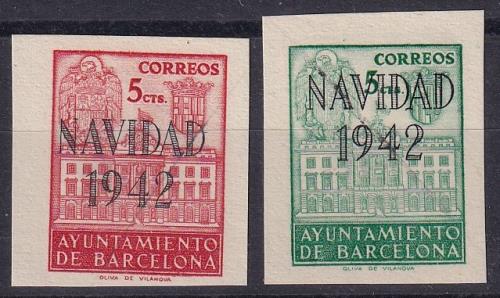 CORREOS
5 CTS.
NAVIDAD
1942
AYUNTAMIENTO
DE BARCELONA
OLIVA DE VILANOVA
CORREOS
5 CTS.
NAVIDAD
1942
AYUNTAMIENTO
DE BARCELONA
OLIVA DE VILANOVA